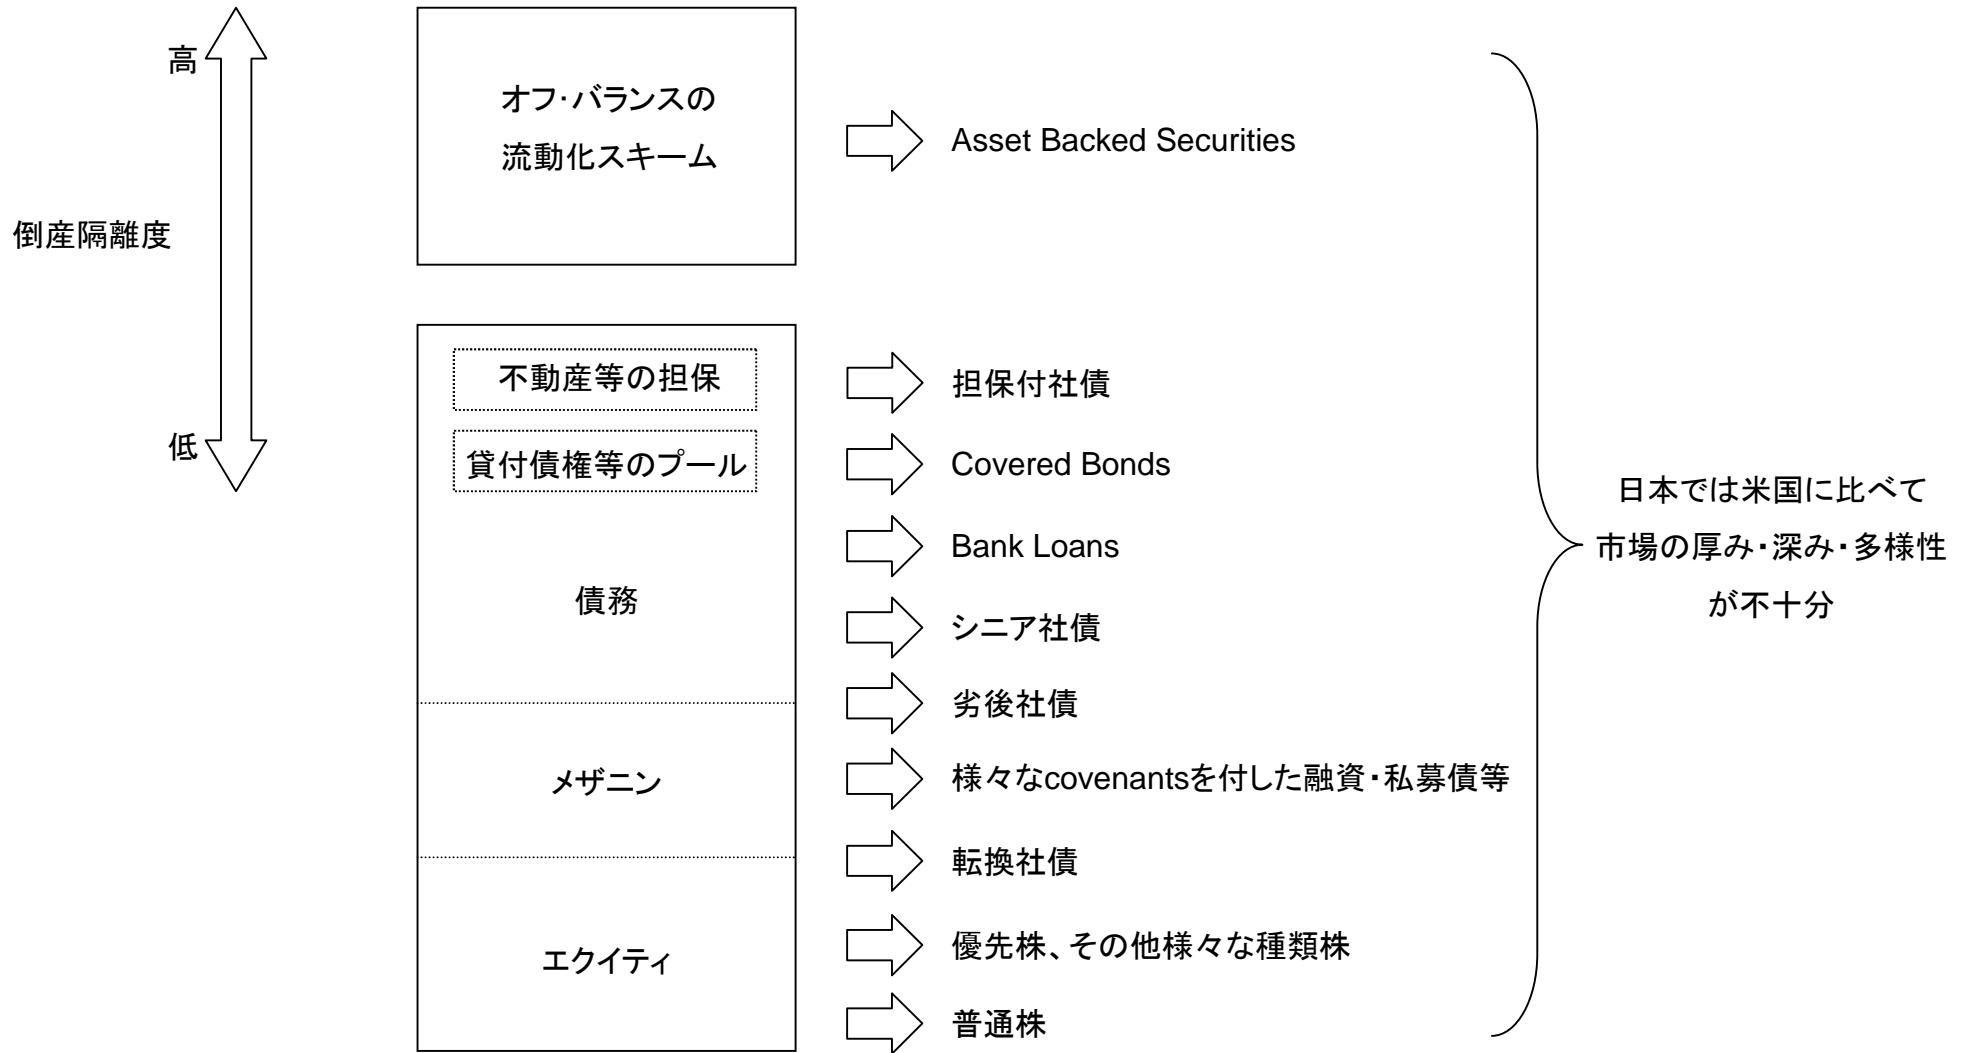 高
倒産隔離度
低
オフ・バランスの
流動化スキーム
Asset Backed Securities
不動産等の担保
担保付社債
貸付債権等のプール
Covered Bonds
Bank Loans
債務
シニア社債
劣後社債
メザニン
様々なcovenantsを付した融資・私募債等
転換社債
エクイティ
優先株、その他様々な種類株
普通株
日本では米国に比べて
市場の厚み・深み・多様性
が不十分